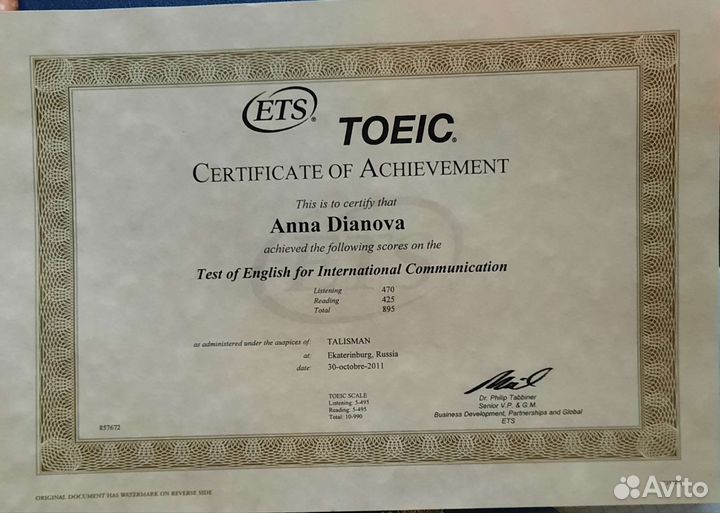 ETS®
TOEIC®
CERTIFICATE OF ACHIEVEMENT
This is to certify that
Anna Dianova
achieved the following scores on the
Test of English for International Communication
Listening 470
Reading 425
Total 895
as administered under the auspices of: TALISMAN
at: Ekaterinburg, Russia
date: 30-octobre-2011
TOEIC SCALE
Listening: 5-495
Reading: 5-495
Total: 10-990
Dr. Philip Tabbiner
Senior V.P. & G.M.
Business Development, Partnerships and Global
ETS
857672
ORIGINAL DOCUMENT HAS WATERMARK ON REVERSE SIDE
Avito